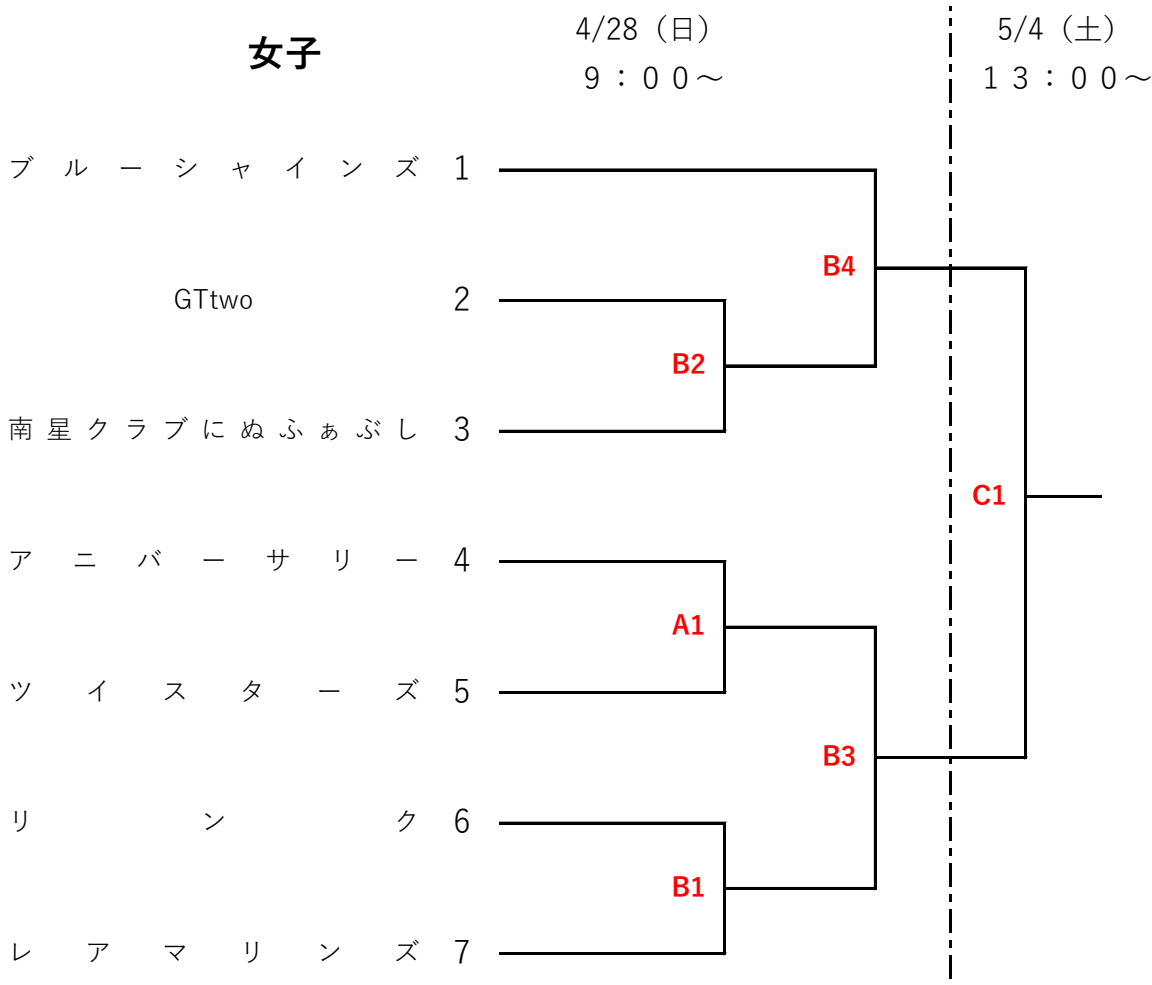 女子
4/28（日）
9：00～
5/4（土）
13：00～
ブルーシャインズ 1
B4
GTtwo 2
B2
南星クラブにぬふぁぶし 3
C1
アニバーサリー 4
A1
ツイスターズ 5
B3
リンク 6
B1
レアマリンズ 7